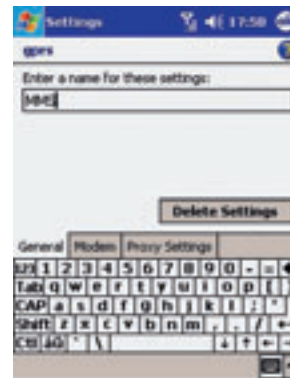 Settings 17:50
gprs
Enter a name for these settings:
MMS
Delete Settings
General Modem Proxy Settings
123 1 2 3 4 5 6 7 8 9 0 - =
Tab q w e r t y u i o p [ ]
CAP a s d f g h j k l ; '
Shift z x c v b n m , . /
Ctl áü ` \